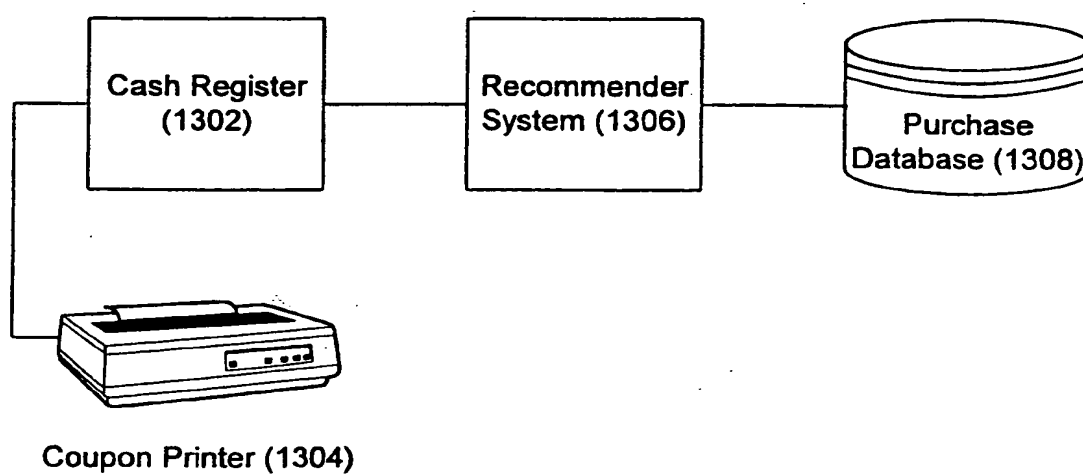 Cash Register
(1302)
Recommender
System (1306)
Purchase
Database (1308)
Coupon Printer (1304)